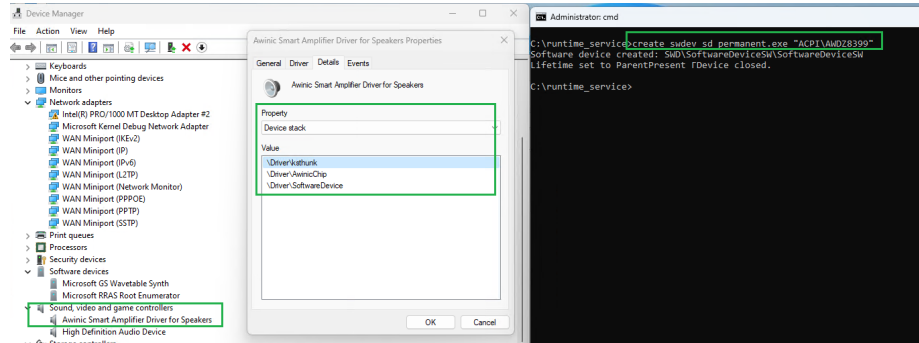 Device Manager
File Action View Help
Keyboards
Mice and other pointing devices
Monitors
Network adapters
Intel(R) PRO/1000 MT Desktop Adapter #2
Microsoft Kernel Debug Network Adapter
WAN Miniport (IKEv2)
WAN Miniport (IP)
WAN Miniport (IPv6)
WAN Miniport (L2TP)
WAN Miniport (Network Monitor)
WAN Miniport (PPPOE)
WAN Miniport (PPTP)
WAN Miniport (SSTP)
Print queues
Processors
Security devices
Software devices
Microsoft GS Wavetable Synth
Microsoft RRAS Root Enumerator
Sound, video and game controllers
Awinic Smart Amplifier Driver for Speakers
High Definition Audio Device
Storage controllers
Awinic Smart Amplifier Driver for Speakers Properties
General Driver Details Events
Awinic Smart Amplifier Driver for Speakers
Property
Device stack
Value
\Driver\ksthunk
\Driver\AwinicChip
\Driver\SoftwareDevice
OK Cancel
Administrator: cmd
C:\runtime_service>create_swdev_sd_permanent.exe "ACPI\AWDZ8399"
Software device created: SWD\SoftwareDeviceSW\SoftwareDeviceSW
Lifetime set to ParentPresent ГDevice closed.
C:\runtime_service>